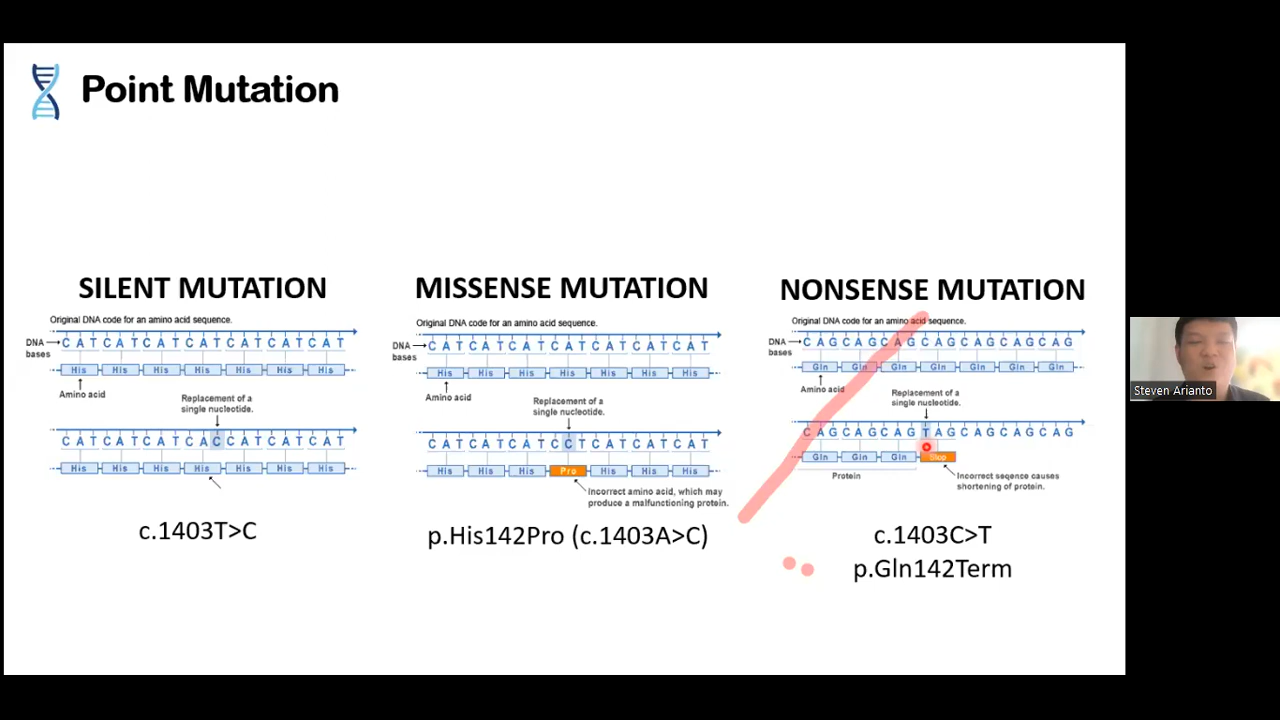 Point Mutation
SILENT MUTATION
Original DNA code for an amino acid sequence.
DNA bases
C A T C A T C A T C A T C A T C A T C A T
His His His His His His His
Amino acid
Replacement of a
single nucleotide.
C A T C A T C A T C A C C A T C A T C A T
His His His His His His His
c.1403T>C
MISSENSE MUTATION
Original DNA code for an amino acid sequence.
DNA bases
C A T C A T C A T C A T C A T C A T C A T
His His His His His His His
Amino acid
Replacement of a
single nucleotide.
C A T C A T C A T C C T C A T C A T C A T
His His His Pro His His His
Incorrect amino acid, which may
produce a malfunctioning protein.
p.His142Pro (c.1403A>C)
NONSENSE MUTATION
Original DNA code for an amino acid sequence.
DNA bases
C A G C A G C A G C A G C A G C A G C A G
Gln Gln Gln Gln Gln Gln Gln
Amino acid
Replacement of a
single nucleotide.
C A G C A G C A G T A G C A G C A G C A G
Gln Gln Gln Stop
Protein
Incorrect seqence causes
shortening of protein.
c.1403C>T
p.Gln142Term
Steven Arianto